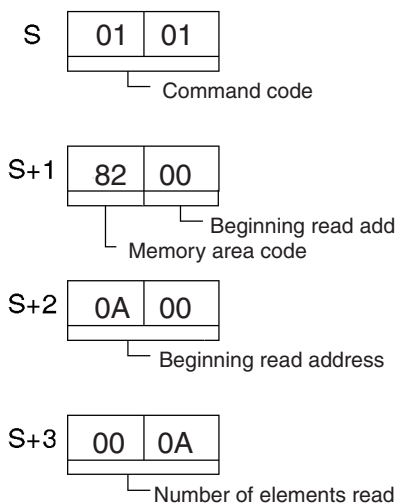 S 01 01
Command code
S+1 82 00
Beginning read add
Memory area code
S+2 0A 00
Beginning read address
S+3 00 0A
Number of elements read